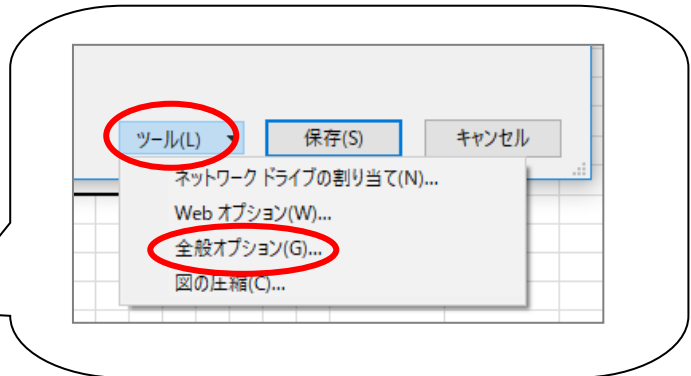 ツール(L) 保存(S) キャンセル
ネットワーク ドライブの割り当て(N)...
Web オプション(W)...
全般オプション(G)...
図の圧縮(C)...